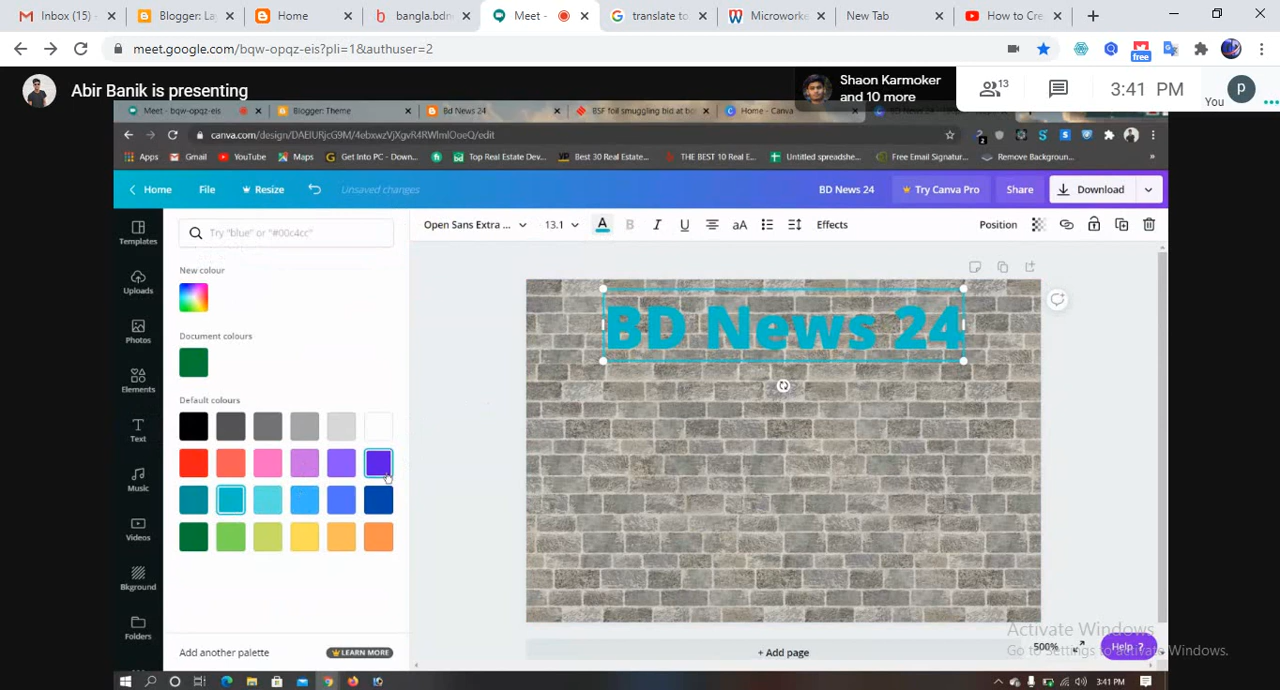 Inbox (15) -
Blogger: La
Home
bangla.bdn
Meet -
translate to
Microwork
New Tab
How to Cre
meet.google.com/bqw-opqz-eis?pli=1&authuser=2
free
Abir Banik is presenting
Shaon Karmoker
and 10 more
13
3:41 PM
You
Meet - bqw-opqz-eis
Blogger: Theme
Bd News 24
BSF foil smuggling bid at b
Home - Canva
canva.com/design/DAElURjcG9M/4ebxwzVjXgvR4RWlmlOoeQ/edit
Apps
Gmail
YouTube
Maps
Get Into PC - Down...
Top Real Estate Dev...
Best 30 Real Estate...
THE BEST 10 Real E...
Untitled spreadshe...
Free Email Signatur...
Remove Backgroun...
Home
File
Resize
Unsaved changes
BD News 24
Try Canva Pro
Share
Download
Templates
Uploads
Photos
Elements
Text
Music
Videos
Bkground
Folders
Try "blue" or "#00c4cc"
New colour
Document colours
Default colours
Add another palette
LEARN MORE
Open Sans Extra ...
13.1
A
B
I
U
aA
Effects
Position
BD News 24
+ Add page
500%
Help ?
Activate Windows
Go to Settings to activate Windows.
3:41 PM